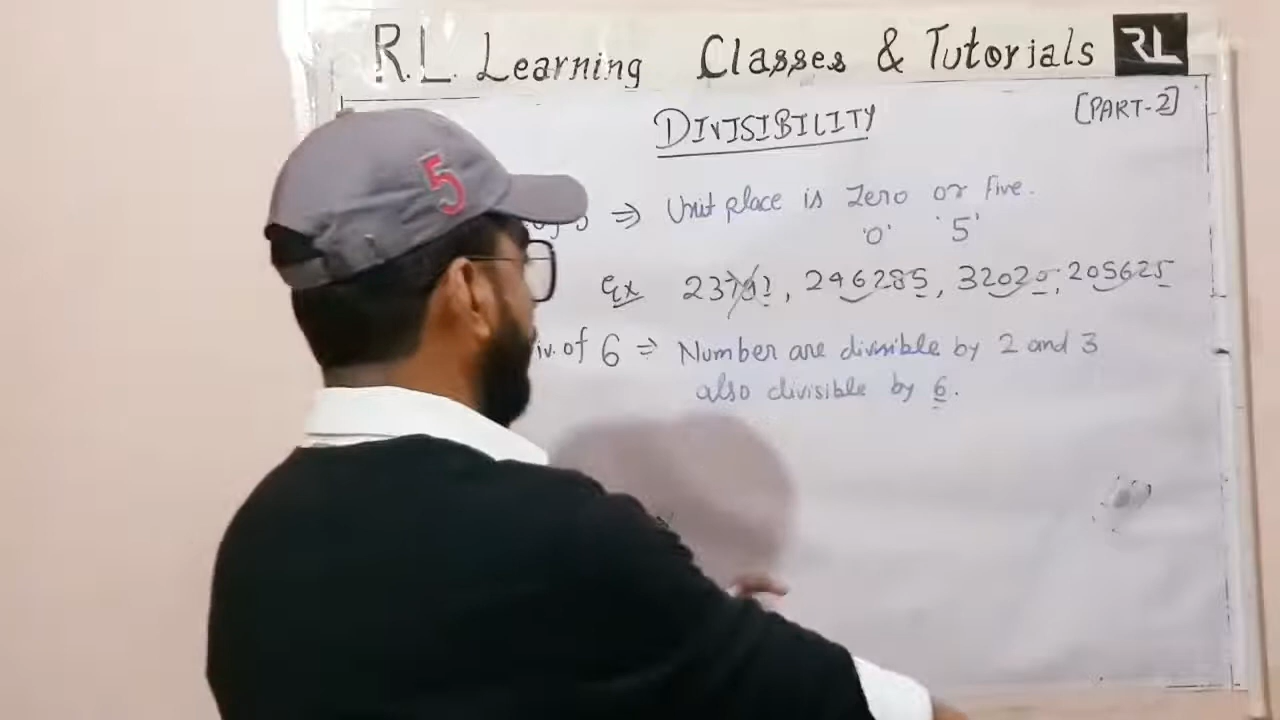 R.L. Learning Classes & Tutorials RL
DIVISIBILITY [PART-2]
5
⇒ Unit place is Zero or five.
'0' '5'
Ex , 246285, 32020, 205625
iv. of 6 ⇒ Number are divisible by 2 and 3
also divisible by 6.